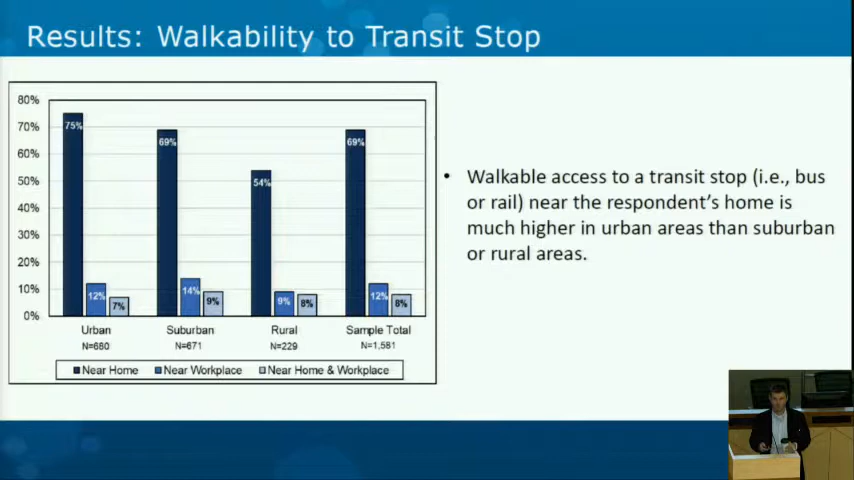 Results: Walkability to Transit Stop
80%
70%
60%
50%
40%
30%
20%
10%
0%
75%
12%
7%
69%
14%
9%
54%
9%
8%
69%
12%
8%
Urban
Suburban
Rural
Sample Total
N=680
N=671
N=229
N=1,581
Near Home
Near Workplace
Near Home & Workplace
• Walkable access to a transit stop (i.e., bus
or rail) near the respondent's home is
much higher in urban areas than suburban
or rural areas.